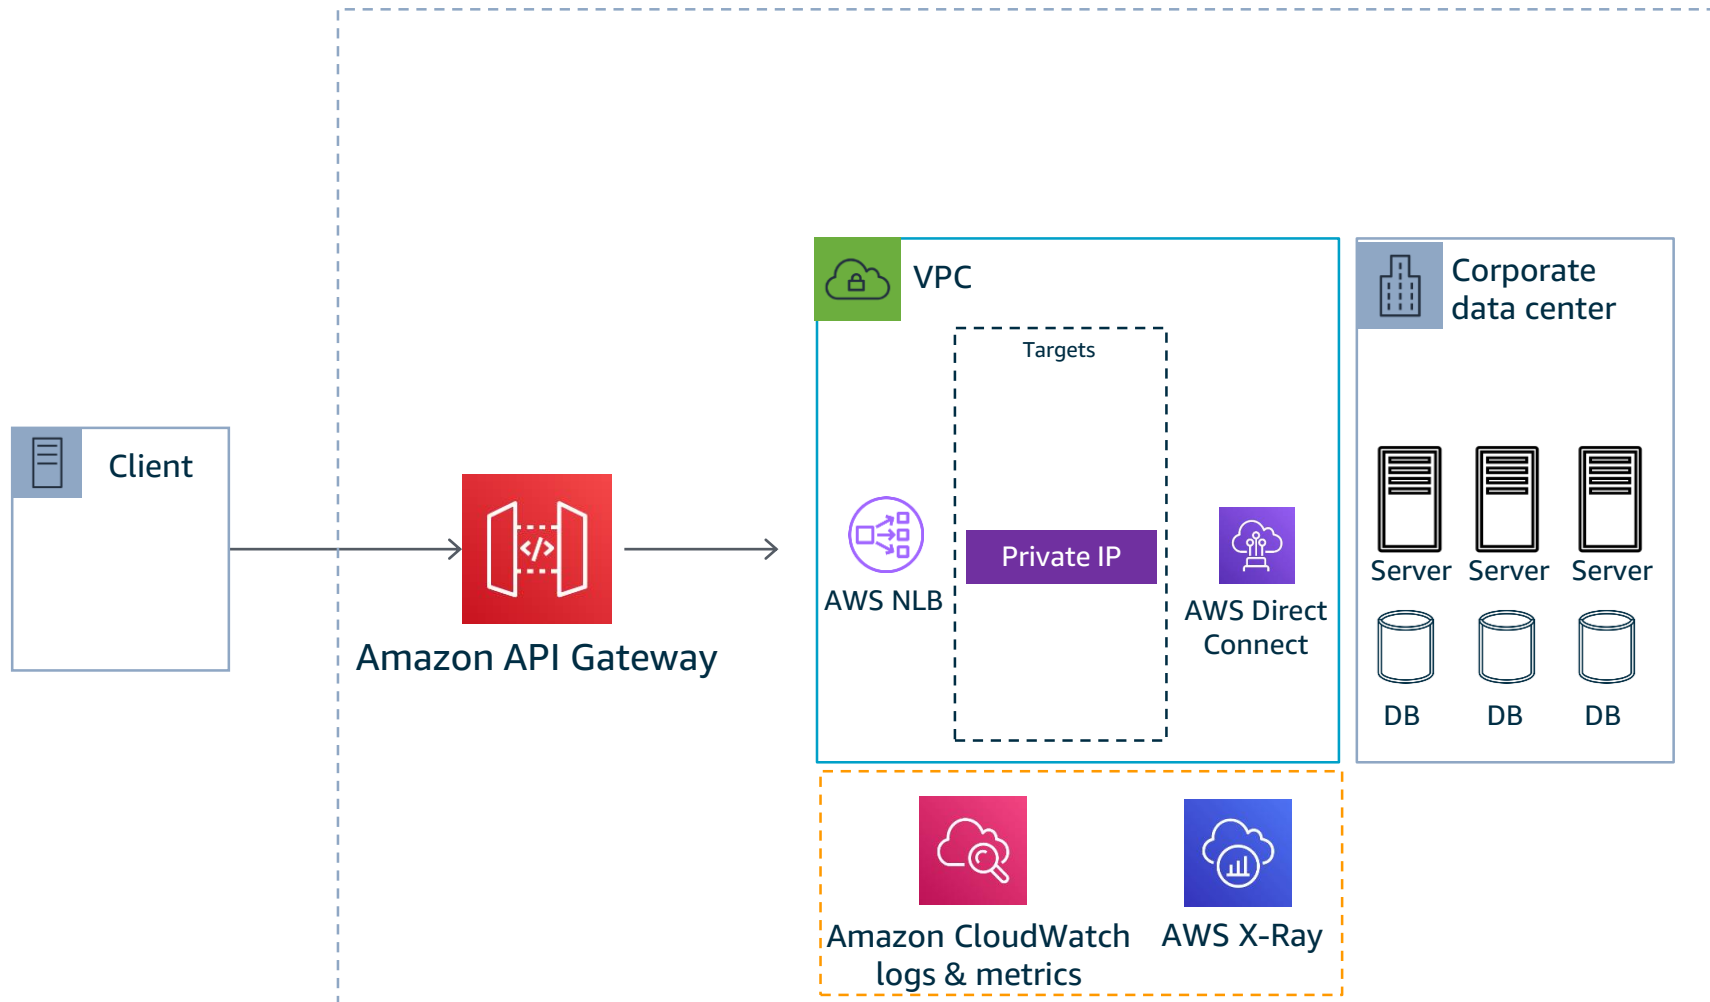 VPC
Corporate
data center
Targets
Client
</>
Private IP
AWS NLB
Server
Server
Server
AWS Direct
Connect
Amazon API Gateway
DB
DB
DB
Amazon CloudWatch
logs & metrics
AWS X-Ray